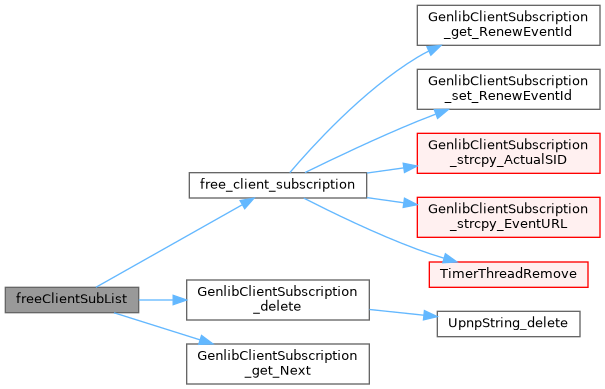 GenlibClientSubscription
_get_RenewEventId
GenlibClientSubscription
_set_RenewEventId
GenlibClientSubscription
_strcpy_ActualSID
free_client_subscription
GenlibClientSubscription
_strcpy_EventURL
TimerThreadRemove
freeClientSubList
GenlibClientSubscription
_delete
UpnpString_delete
GenlibClientSubscription
_get_Next